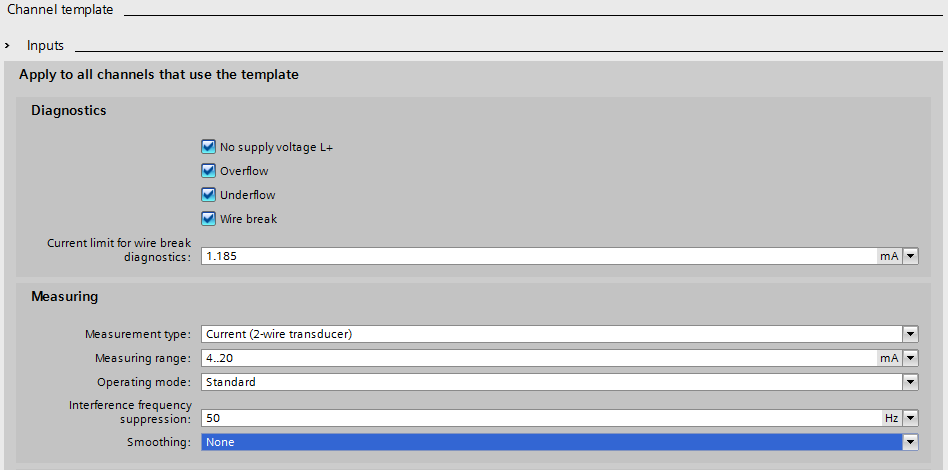 Channel template
Inputs
Apply to all channels that use the template
Diagnostics
No supply voltage L+
Overflow
Underflow
Wire break
Current limit for wire break
diagnostics:
1.185 mA
Measuring
Measurement type: Current (2-wire transducer)
Measuring range: 4..20 mA
Operating mode: Standard
Interference frequency
suppression: 50 Hz
Smoothing: None